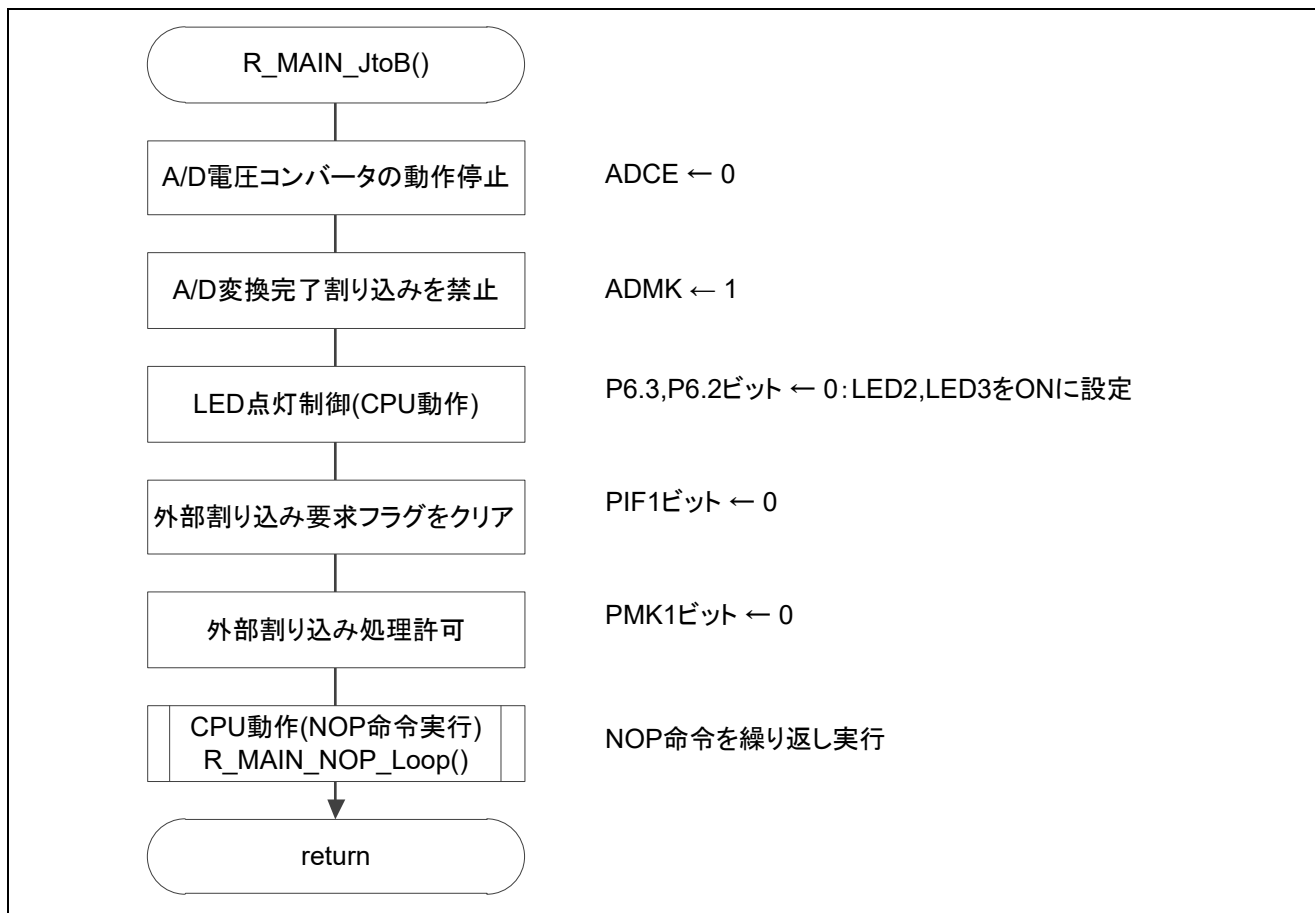 R_MAIN_JtoB()
A/D電圧コンバータの動作停止
ADCE ← 0
A/D変換完了割り込みを禁止
ADMK ← 1
LED点灯制御(CPU動作)
P6.3,P6.2ビット ← 0:LED2,LED3をONに設定
外部割り込み要求フラグをクリア
PIF1ビット ← 0
外部割り込み処理許可
PMK1ビット ← 0
CPU動作(NOP命令実行)
R_MAIN_NOP_Loop()
NOP命令を繰り返し実行
return